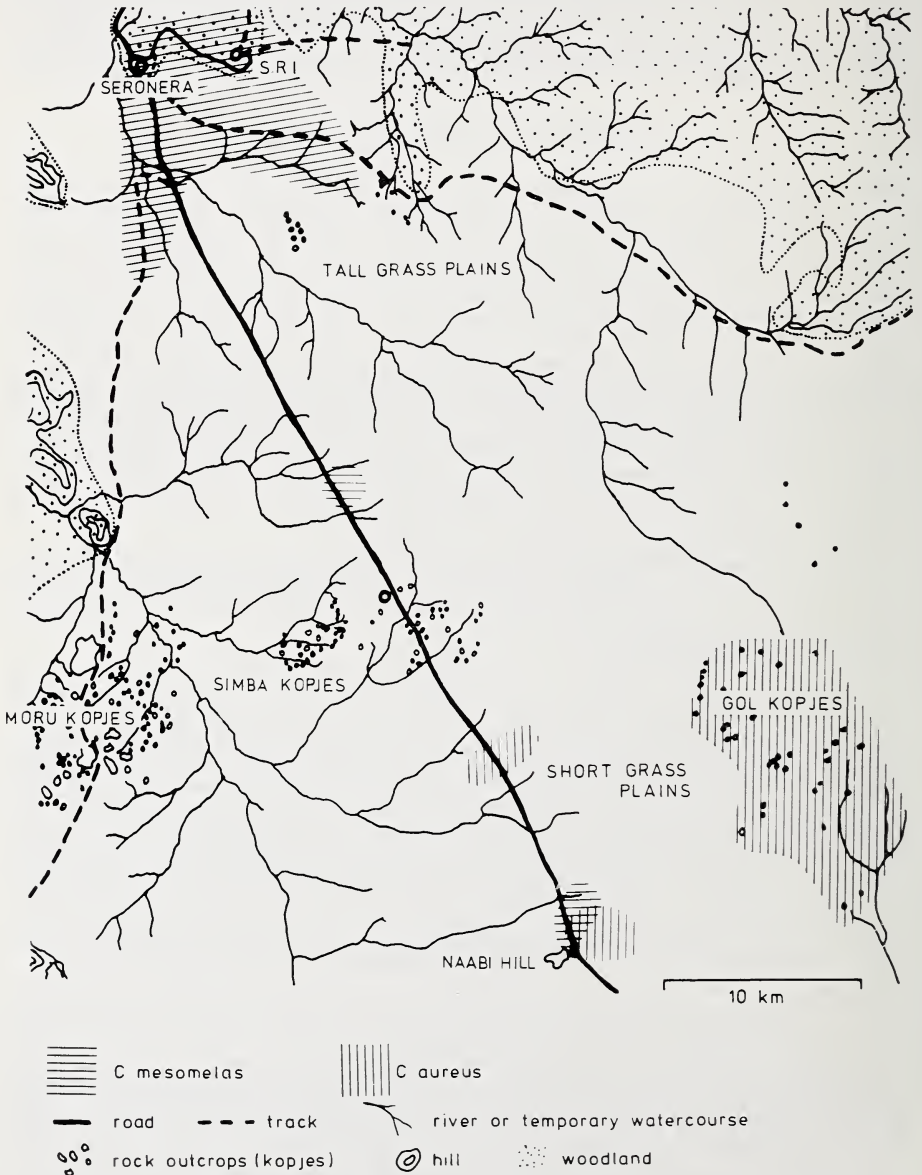 S.R.I
SERONERA
TALL GRASS PLAINS
SIMBA KOPJES
MORU KOPJES
GOL KOPJES
SHORT GRASS
PLAINS
NAABI HILL
10 km
C mesomelas
C aureus
road
track
river or temporary watercourse
rock outcrops (kopjes)
hill
woodland